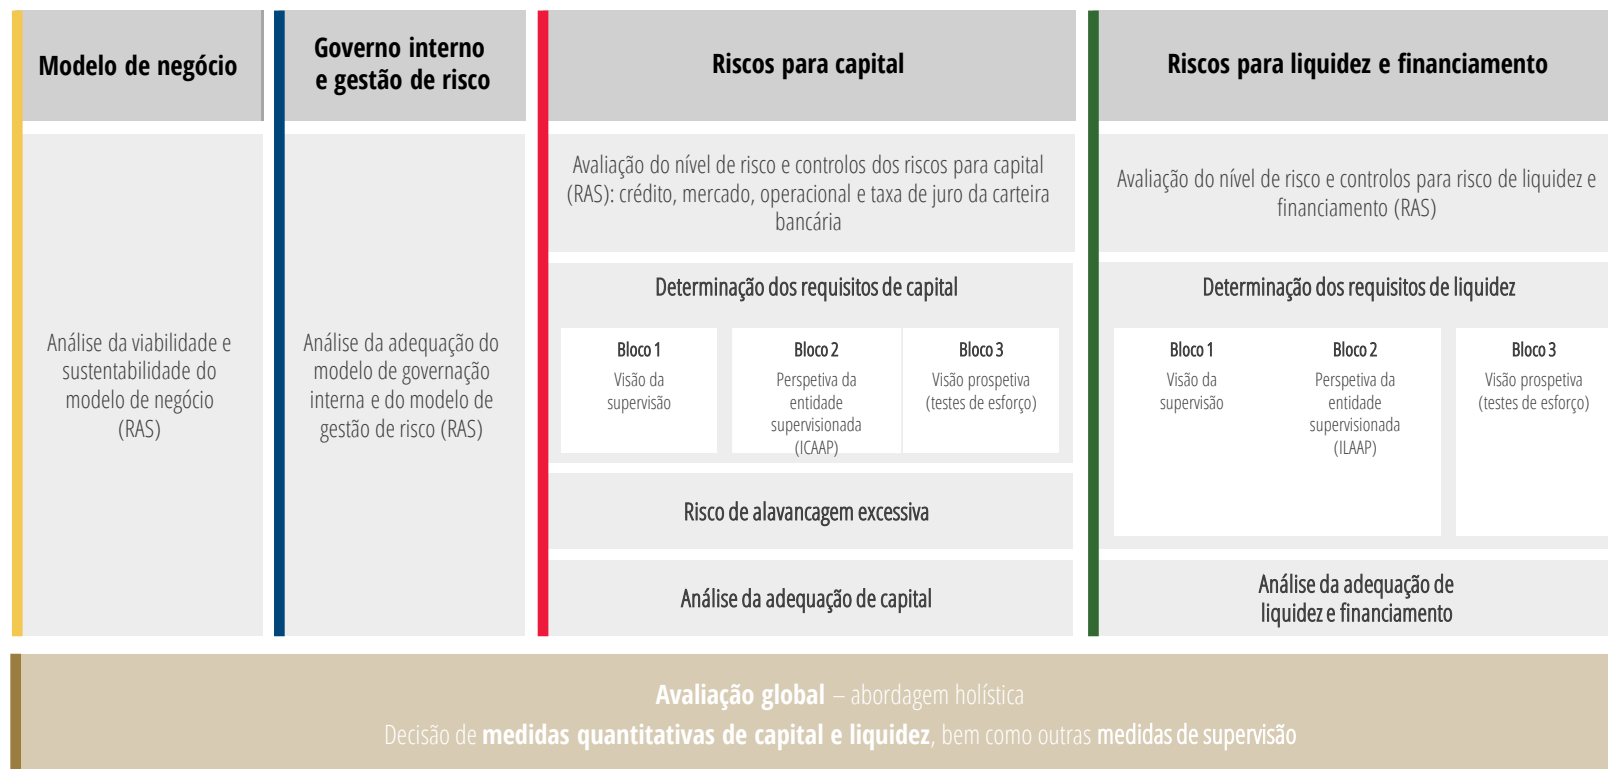 Modelo de negócio
Governo interno
e gestão de risco
Riscos para capital
Riscos para liquidez e financiamento
Análise da viabilidade e
sustentabilidade do
modelo de negócio
(RAS)
Análise da adequação do
modelo de governação
interna e do modelo de
gestão de risco (RAS)
Avaliação do nível de risco e controlos dos riscos para capital
(RAS): crédito, mercado, operacional e taxa de juro da carteira
bancária
Determinação dos requisitos de capital
Bloco 1
Visão da
supervisão
Bloco 2
Perspetiva da
entidade
supervisionada
(ICAAP)
Bloco 3
Visão prospetiva
(testes de esforço)
Risco de alavancagem excessiva
Análise da adequação de capital
Avaliação do nível de risco e controlos para risco de liquidez e
financiamento (RAS)
Determinação dos requisitos de liquidez
Bloco 1
Visão da
supervisão
Bloco 2
Perspetiva da
entidade
supervisionada
(ILAAP)
Bloco 3
Visão prospetiva
(testes de esforço)
Análise da adequação de
liquidez e financiamento
Avaliação global – abordagem holística
Decisão de medidas quantitativas de capital e liquidez, bem como outras medidas de supervisão